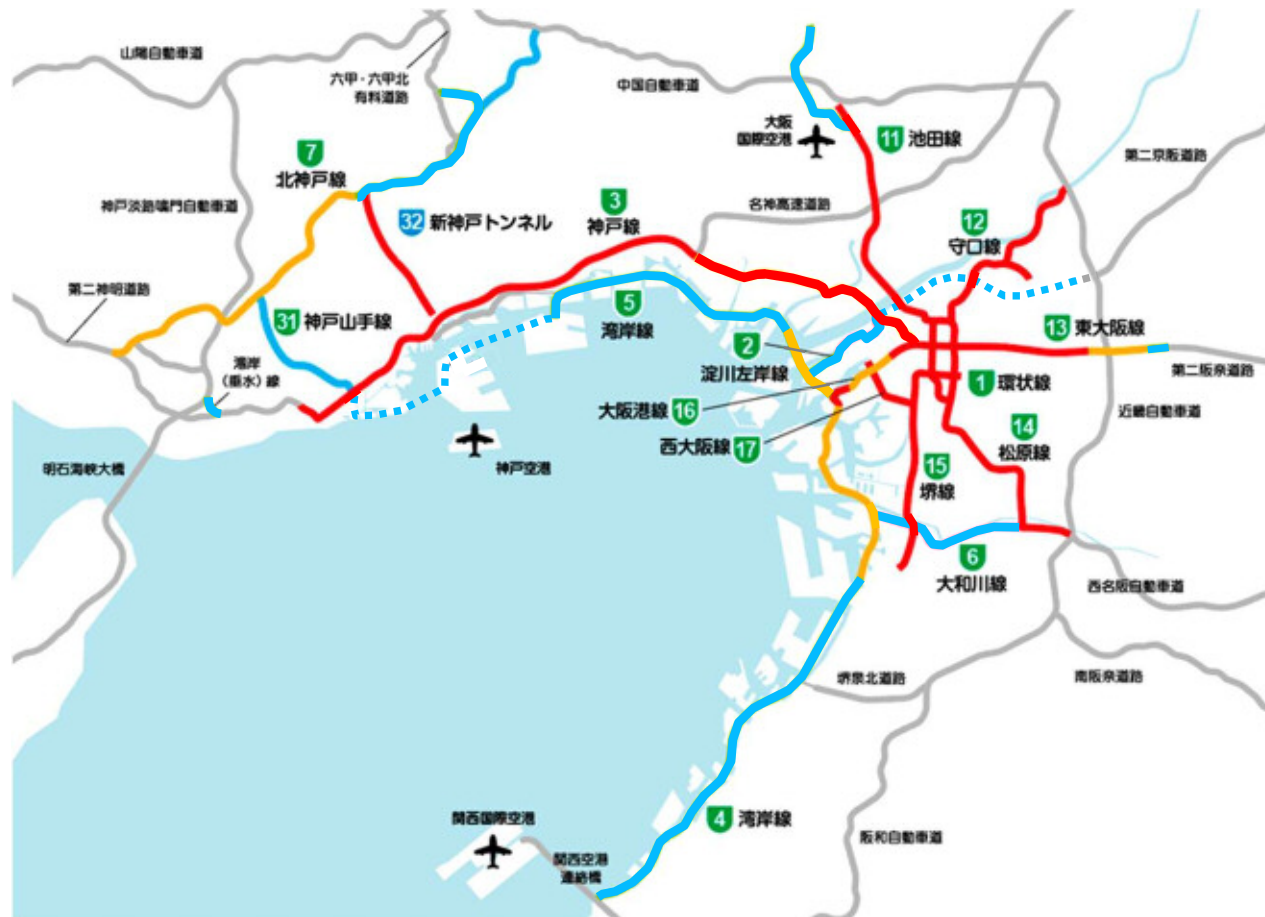 山陽自動車道
六甲・六甲北
有料道路
中国自動車道
大阪
国際空港
11 池田線
第二京阪道路
7
北神戸線
神戸淡路鳴門自動車道
32 新神戸トンネル
3
神戸線
名神高速道路
12
守口線
第二神明道路
31 神戸山手線
5
湾岸線
2
淀川左岸線
13 東大阪線
第二阪奈道路
湾岸
(垂水)線
1 環状線
大阪港線 16
近畿自動車道
14
松原線
西大阪線 17
明石海峡大橋
神戸空港
15
堺線
6
大和川線
西名阪自動車道
堺泉北道路
南阪奈道路
関西国際空港
4 湾岸線
阪和自動車道
関西空港
連絡橋